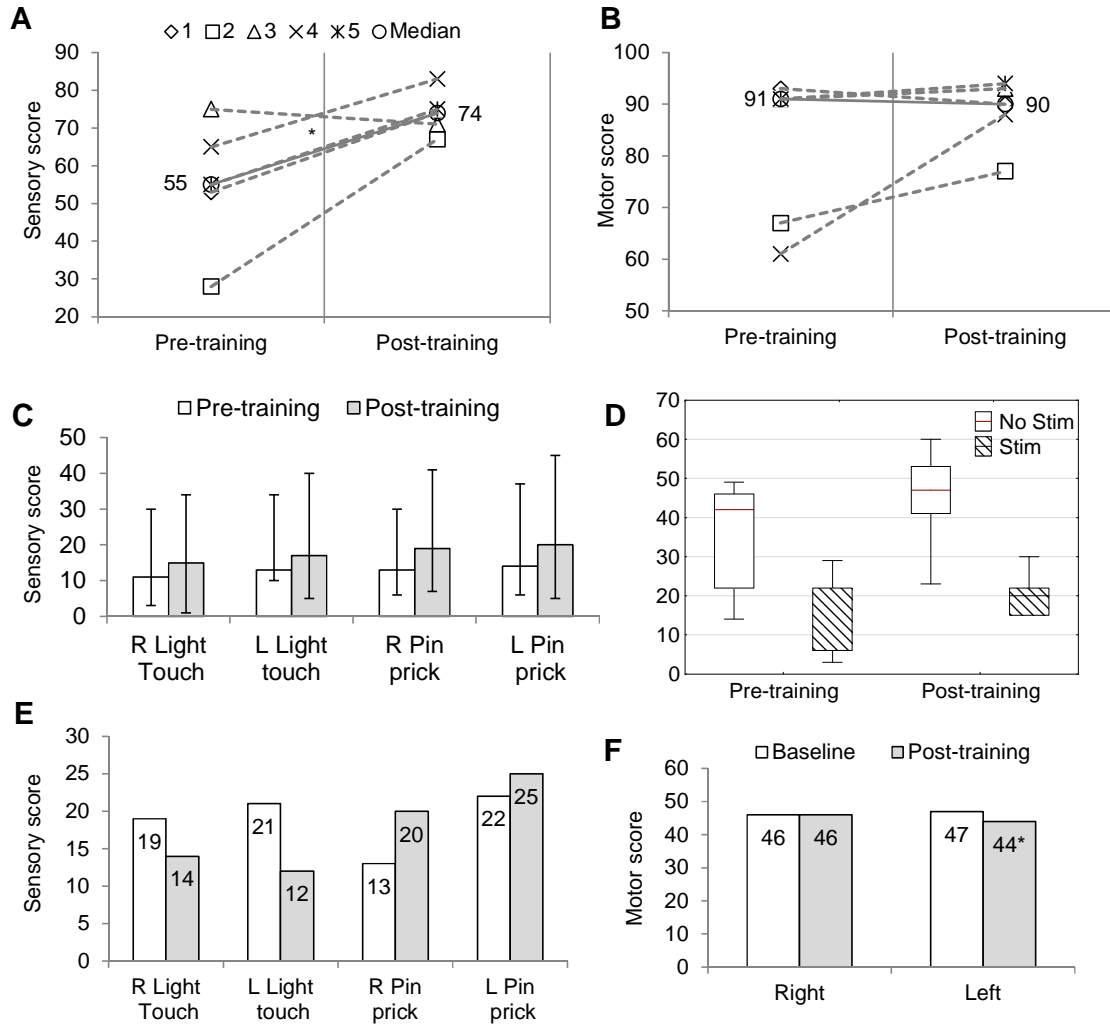 A
1 2 3 4 5 Median
Sensory score
90
80
70
60
50
40
30
20
55
*
74
Pre-training Post-training
B
Motor score
100
90
80
70
60
50
91
90
Pre-training Post-training
C
Pre-training Post-training
Sensory score
50
40
30
20
10
0
R Light L Light R Pin L Pin
Touch touch prick prick
D
70
60
50
40
30
20
10
0
No Stim
Stim
Pre-training Post-training
E
Sensory score
30
25
20
15
10
5
0
19 14 21 12 13 20 22 25
R Light L Light R Pin L Pin
Touch touch prick prick
F
Baseline Post-training
Motor score
60
50
40
30
20
10
0
46 46 47 44*
Right Left